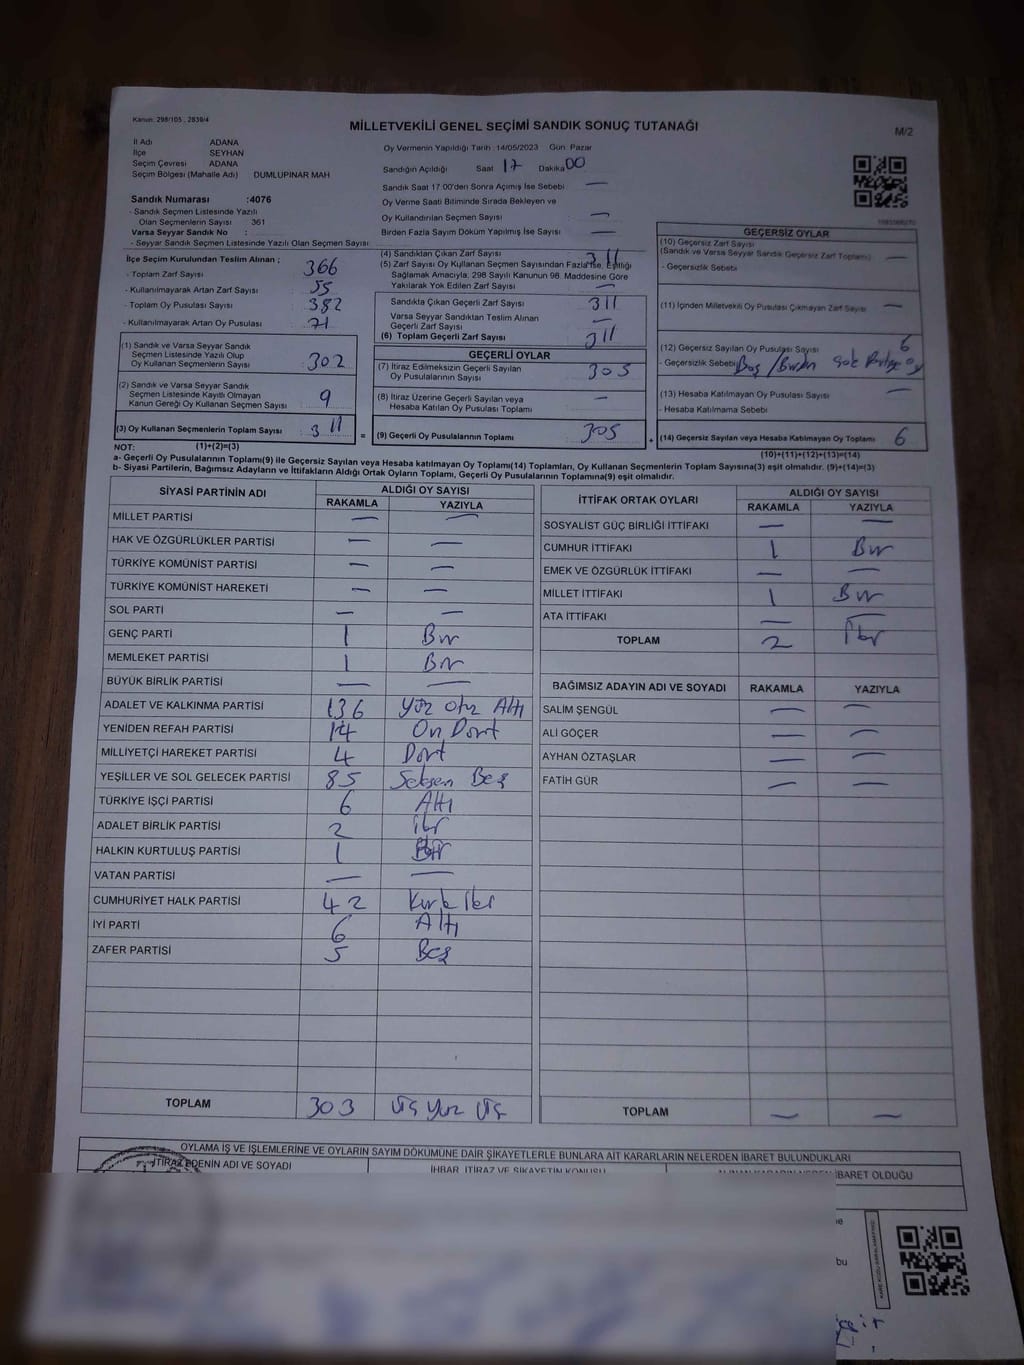 Kanun: 298/105 , 2839/4
MİLLETVEKİLİ GENEL SEÇİMİ SANDIK SONUÇ TUTANAĞI
M/2
İl Adı ADANA
İlçe SEYHAN
Seçim Çevresi ADANA
Seçim Bölgesi (Mahalle Adı) DUMLUPINAR MAH
Sandık Numarası :4076
- Sandık Seçmen Listesinde Yazılı
Olan Seçmenlerin Sayısı : 361
Varsa Seyyar Sandık No :
- Seyyar Sandık Seçmen Listesinde Yazılı Olan Seçmen Sayısı
Oy Vermenin Yapıldığı Tarih : 14/05/2023 Gün: Pazar
Sandığın Açıldığı Saat 17 Dakika 00
Sandık Saat 17:00'den Sonra Açılmış İse Sebebi —
Oy Verme Saati Bitiminde Sırada Bekleyen ve
Oy Kullandırılan Seçmen Sayısı —
Birden Fazla Sayım Döküm Yapılmış İse Sayısı —
İlçe Seçim Kurulundan Teslim Alınan ;
- Toplam Zarf Sayısı 366
- Kullanılmayarak Artan Zarf Sayısı 55
- Toplam Oy Pusulası Sayısı 382
- Kullanılmayarak Artan Oy Pusulası 71
(1) Sandık ve Varsa Seyyar Sandık
Seçmen Listesinde Yazılı Olup
Oy Kullanan Seçmenlerin Sayısı 302
(2) Sandık ve Varsa Seyyar Sandık
Seçmen Listesinde Kayıtlı Olmayan
Kanun Gereği Oy Kullanan Seçmen Sayısı 9
(3) Oy Kullanan Seçmenlerin Toplam Sayısı 311
(1)+(2)=(3)
(4) Sandıktan Çıkan Zarf Sayısı 311
(5) Zarf Sayısı Oy Kullanan Seçmen Sayısından Fazla İse, Eşitliği
Sağlamak Amacıyla, 298 Sayılı Kanunun 98. Maddesine Göre
Yakılarak Yok Edilen Zarf Sayısı —
Sandıkta Çıkan Geçerli Zarf Sayısı 311
Varsa Seyyar Sandıktan Teslim Alınan
Geçerli Zarf Sayısı —
(6) Toplam Geçerli Zarf Sayısı 311
GEÇERLİ OYLAR
(7) İtiraz Edilmeksizin Geçerli Sayılan
Oy Pusulalarının Sayısı 305
(8) İtiraz Üzerine Geçerli Sayılan veya
Hesaba Katılan Oy Pusulası Toplamı —
= (9) Geçerli Oy Pusulalarının Toplamı 305 +
GEÇERSİZ OYLAR
(10) Geçersiz Zarf Sayısı
(Sandık ve Varsa Seyyar Sandık Geçersiz Zarf Toplamı) —
- Geçersizlik Sebebi
(11) İçinden Milletvekili Oy Pusulası Çıkmayan Zarf Sayısı —
(12) Geçersiz Sayılan Oy Pusulası Sayısı 6
- Geçersizlik Sebebi Boş / Birden
(13) Hesaba Katılmayan Oy Pusulası Sayısı —
- Hesaba Katılmama Sebebi
(14) Geçersiz Sayılan veya Hesaba Katılmayan Oy Toplamı 6
(10)+(11)+(12)+(13)=(14)
NOT:
a- Geçerli Oy Pusulalarının Toplamı(9) ile Geçersiz Sayılan veya Hesaba katılmayan Oy Toplamı(14) Toplamları, Oy Kullanan Seçmenlerin Toplam Sayısına(3) eşit olmalıdır. (9)+(14)=(3)
b- Siyasi Partilerin, Bağımsız Adayların ve İttifakların Aldığı Ortak Oyların Toplamı, Geçerli Oy Pusulalarının Toplamına(9) eşit olmalıdır.
SİYASİ PARTİNİN ADI ALDIĞI OY SAYISI
RAKAMLA YAZIYLA
MİLLET PARTİSİ — —
HAK VE ÖZGÜRLÜKLER PARTİSİ — —
TÜRKİYE KOMÜNİST PARTİSİ — —
TÜRKİYE KOMÜNİST HAREKETİ — —
SOL PARTİ — —
GENÇ PARTİ 1 Bir
MEMLEKET PARTİSİ 1 Bir
BÜYÜK BİRLİK PARTİSİ — —
ADALET VE KALKINMA PARTİSİ 136 Yüz otuz Altı
YENİDEN REFAH PARTİSİ 14 On Dört
MİLLİYETÇİ HAREKET PARTİSİ 4 Dört
YEŞİLLER VE SOL GELECEK PARTİSİ 85 Seksen Beş
TÜRKİYE İŞÇİ PARTİSİ 6 Altı
ADALET BİRLİK PARTİSİ 2 iki
HALKIN KURTULUŞ PARTİSİ 1 Bir
VATAN PARTİSİ — —
CUMHURİYET HALK PARTİSİ 42 Kırk iki
İYİ PARTİ 6 Altı
ZAFER PARTİSİ 5 Beş
TOPLAM 303 üç yüz üç
İTTİFAK ORTAK OYLARI ALDIĞI OY SAYISI
RAKAMLA YAZIYLA
SOSYALİST GÜÇ BİRLİĞİ İTTİFAKI — —
CUMHUR İTTİFAKI 1 Bir
EMEK VE ÖZGÜRLÜK İTTİFAKI — —
MİLLET İTTİFAKI 1 Bir
ATA İTTİFAKI — —
TOPLAM 2 İki
BAĞIMSIZ ADAYIN ADI VE SOYADI RAKAMLA YAZIYLA
SALİM ŞENGÜL — —
ALİ GÖÇER — —
AYHAN ÖZTAŞLAR — —
FATİH GÜR — —
TOPLAM — —
OYLAMA İŞ VE İŞLEMLERİNE VE OYLARIN SAYIM DÖKÜMÜNE DAİR ŞİKAYETLERLE BUNLARA AİT KARARLARIN NELERDEN İBARET BULUNDUKLARI
İTİRAZ EDENİN ADI VE SOYADI İHBAR, İTİRAZ VE ŞİKAYETİN KONUSU İBARET OLDUĞU
bu